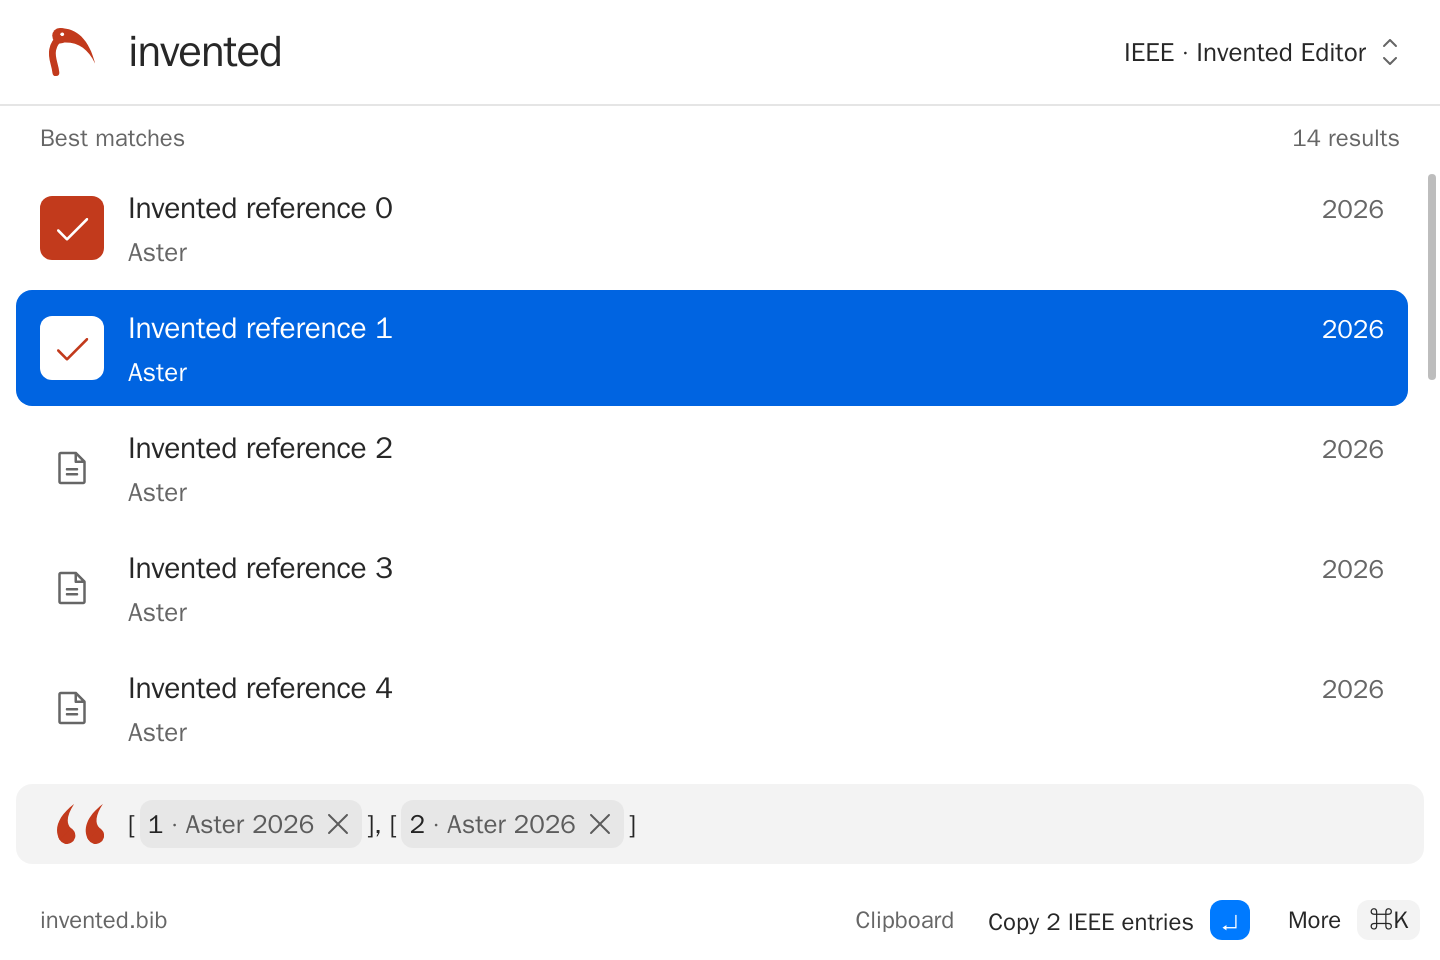 invented
IEEE · Invented Editor
Best matches
14 results
Invented reference 0
2026
Aster
Invented reference 1
2026
Aster
Invented reference 2
2026
Aster
Invented reference 3
2026
Aster
Invented reference 4
2026
Aster
[ 1 · Aster 2026 ], [ 2 · Aster 2026 ]
invented.bib
Clipboard
Copy 2 IEEE entries
More ⌘K